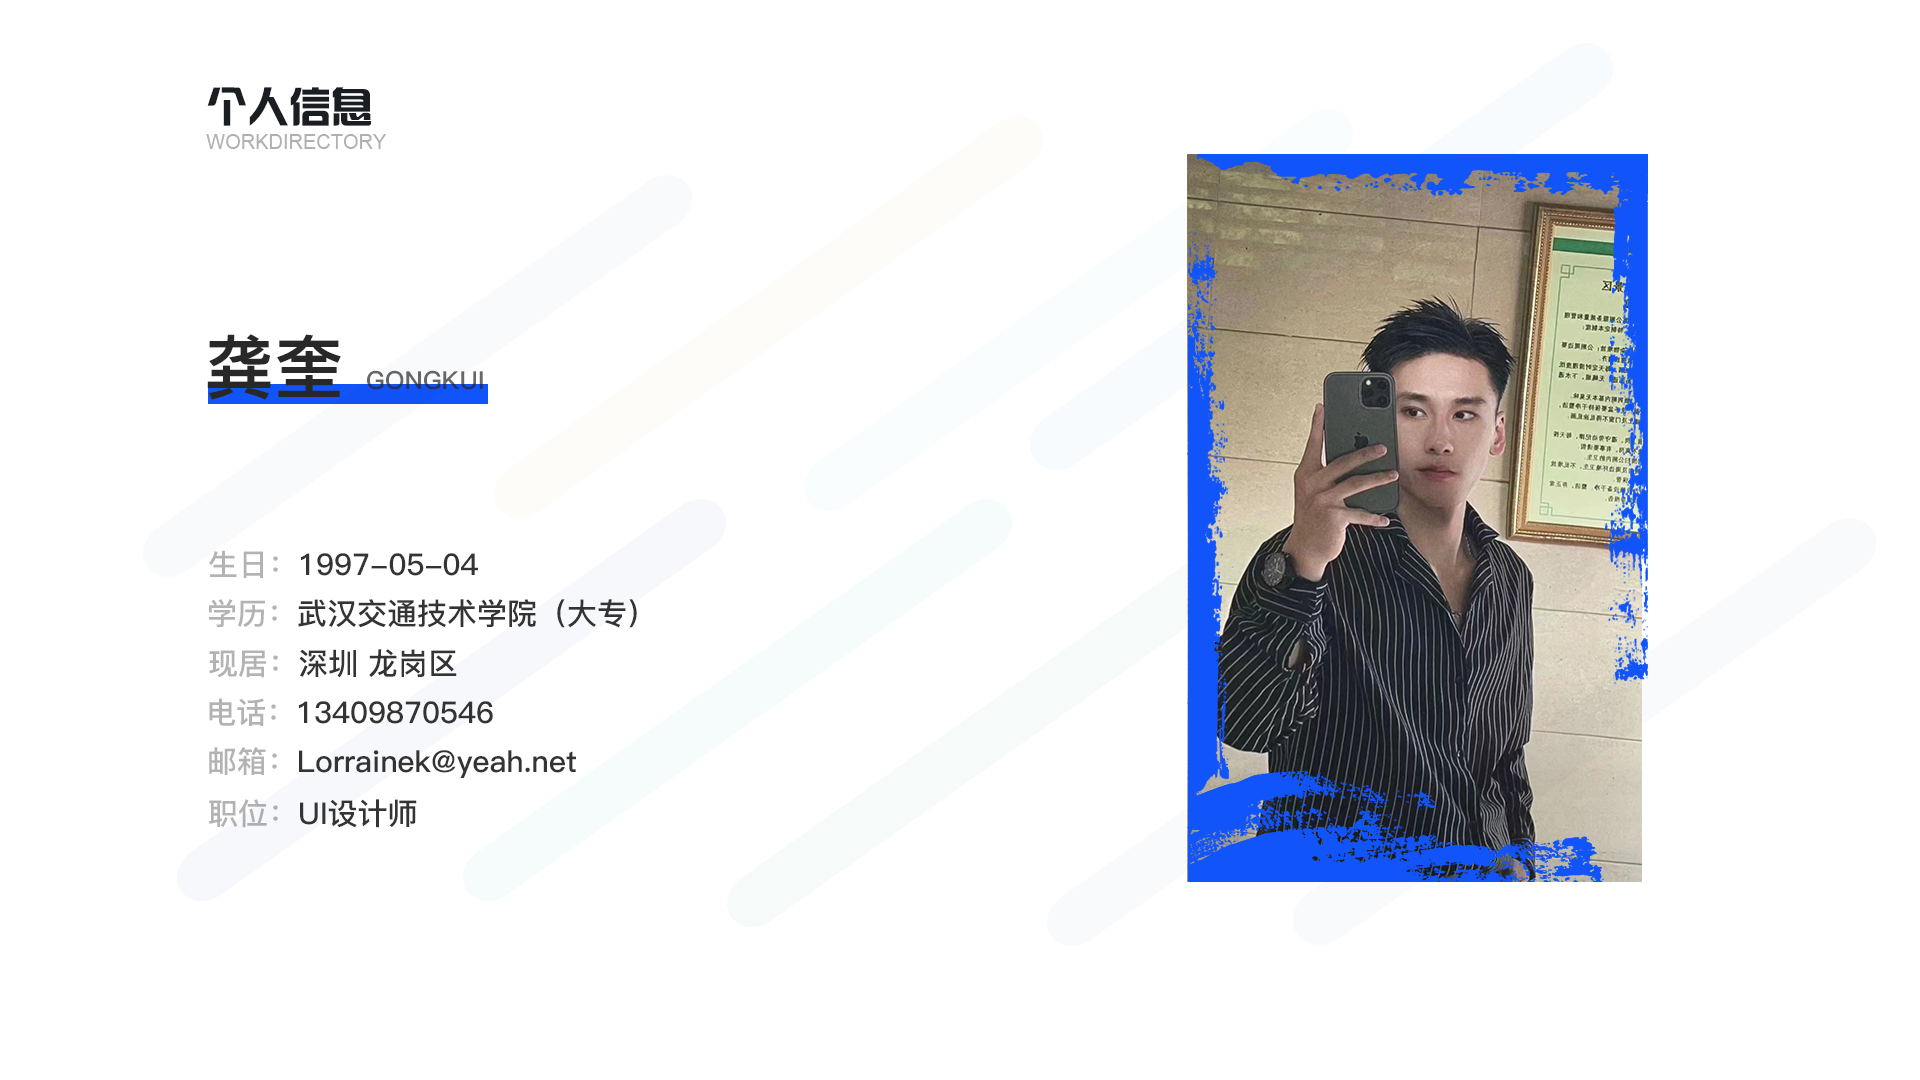 个人信息
WORKDIRECTORY
龚奎 GONGKUI
生日：1997-05-04
学历：武汉交通技术学院（大专）
现居：深圳 龙岗区
电话：13409870546
邮箱：Lorrainek@yeah.net
职位：UI设计师